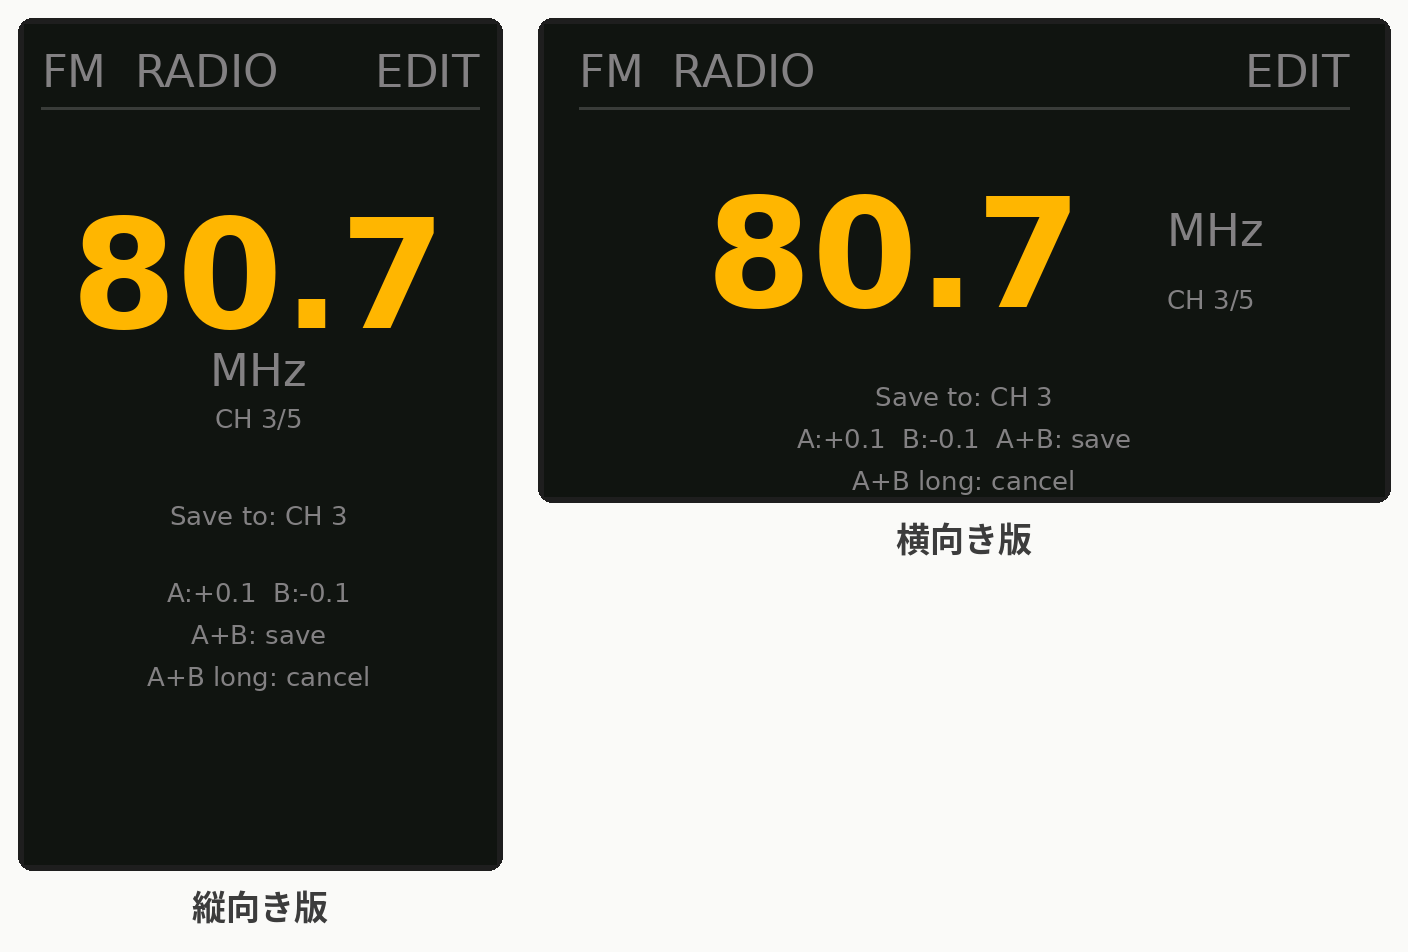 FM RADIO EDIT
80.7
MHz
CH 3/5
Save to: CH 3
A:+0.1 B:-0.1
A+B: save
A+B long: cancel
縦向き版
FM RADIO EDIT
80.7 MHz
CH 3/5
Save to: CH 3
A:+0.1 B:-0.1 A+B: save
A+B long: cancel
横向き版